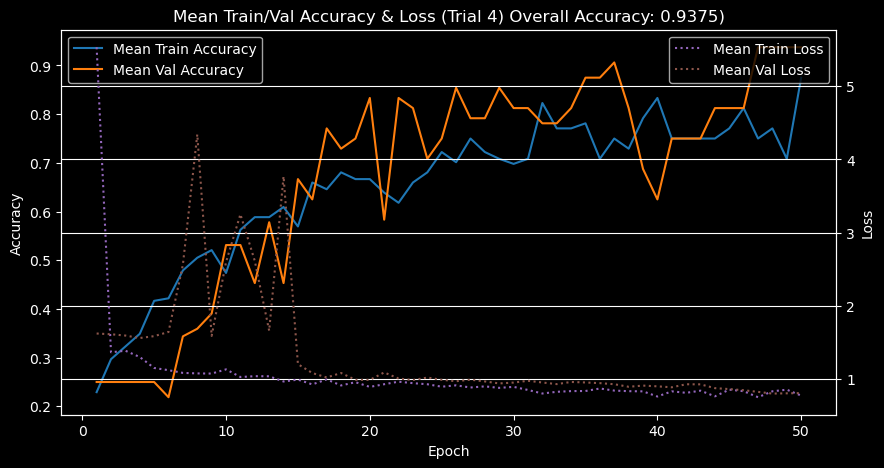 Mean Train/Val Accuracy & Loss (Trial 4) Overall Accuracy: 0.9375)
Mean Train Accuracy
Mean Val Accuracy
Mean Train Loss
Mean Val Loss
Accuracy
0.9
0.8
0.7
0.6
0.5
0.4
0.3
0.2
5
4
3
2
1
Loss
0
10
20
30
40
50
Epoch